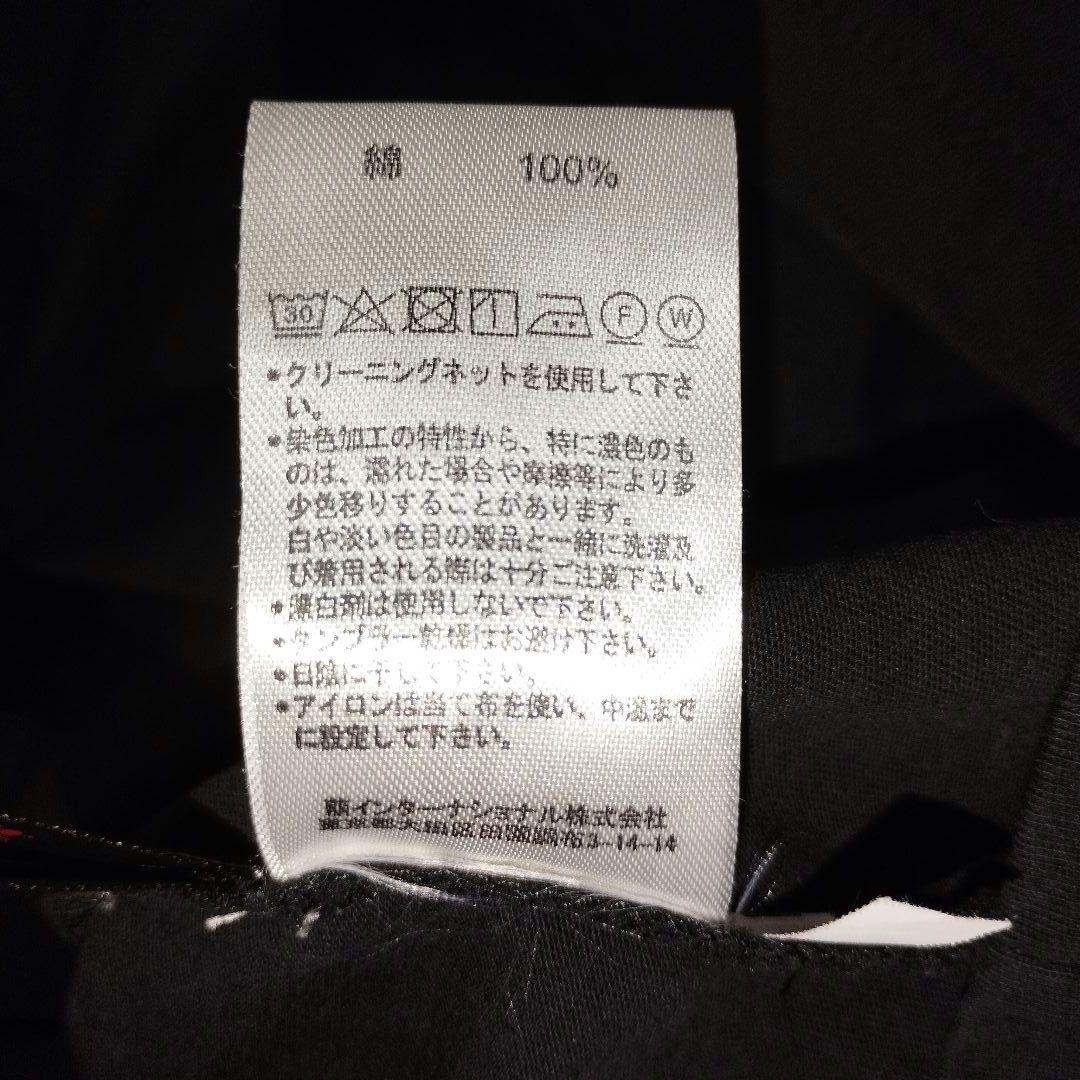 綿 100%
30 F W
•クリーニングネットを使用して下さ
い。
•染色加工の特性から、特に濃色のも
のは、濡れた場合や摩擦等により多
少色移りすることがあります。
白や淡い色目の製品と一緒に洗濯及
び着用される際は十分ご注意下さい。
•漂白剤は使用しないで下さい。
•タンブラー乾燥はお避け下さい。
•日陰に干して下さい。
•アイロンは当て布を使い、中温まで
に設定して下さい。
インターナショナル株式会社
3-14-14